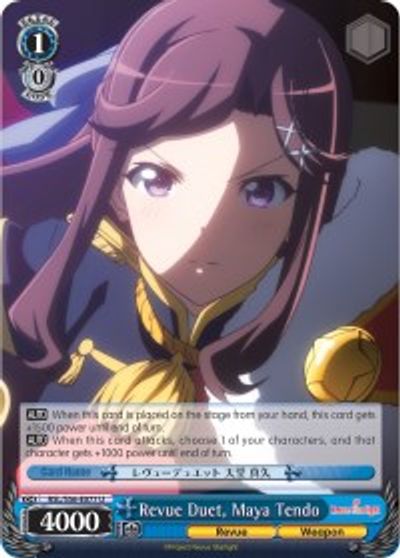 1
0
AUTO When this card is placed on the stage from your hand, this card gets
+1500 power until end of turn.
AUTO When this card attacks, choose 1 of your characters, and that
character gets +1000 power until end of turn.
Card Name レヴューデュエット 天堂 真矢
4000
Revue Duet, Maya Tendo
Revue Weapon
©Project Revue Starlight